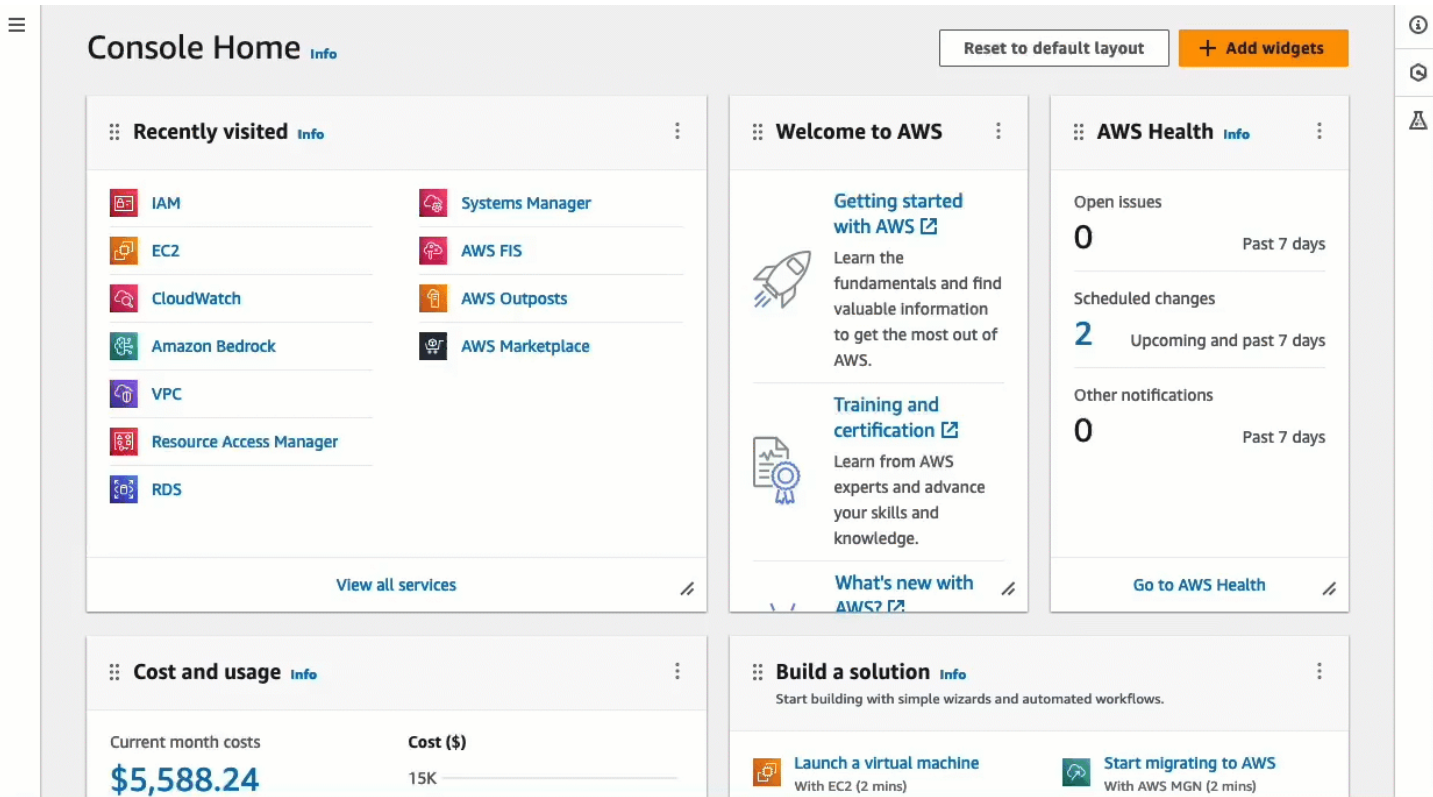 Console Home Info
Reset to default layout
Add widgets
Recently visited Info
IAM
EC2
CloudWatch
Amazon Bedrock
VPC
Resource Access Manager
RDS
Systems Manager
AWS FIS
AWS Outposts
AWS Marketplace
View all services
Welcome to AWS
Getting started
with AWS
Learn the
fundamentals and find
valuable information
to get the most out of
AWS.
Training and
certification
Learn from AWS
experts and advance
your skills and
knowledge.
What's new with
AWS?
AWS Health Info
Open issues
0 Past 7 days
Scheduled changes
2 Upcoming and past 7 days
Other notifications
0 Past 7 days
Go to AWS Health
Cost and usage Info
Current month costs
$5,588.24
Cost ($)
15K
Build a solution Info
Start building with simple wizards and automated workflows.
Launch a virtual machine
With EC2 (2 mins)
Start migrating to AWS
With AWS MGN (2 mins)